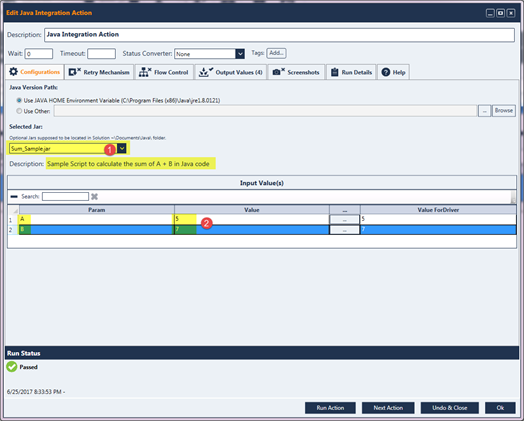 Edit Java Integration Action
Description: Java Integration Action
Wait: 0 Timeout: Status Converter: None Tags: Add..
Configurations Retry Mechanism Flow Control Output Values (4) Screenshots Run Details Help
Java Version Path:
Use JAVA HOME Environment Variable (C:\Program Files (x86)\Java\jre1.8.0121)
Use Other: ... Browse
Selected Jar:
Optional Jars supposed to be located in Solution ~\Documents\Java\ folder.
Sum_Sample.jar 1
Description: Sample Script to calculate the sum of A + B in Java code
Input Value(s)
Search:
Param Value ... Value ForDriver
1 A 5 ... 5
2 B 7 ... 7
2
Run Status
Passed
6/25/2017 8:33:53 PM -
Run Action Next Action Undo & Close Ok